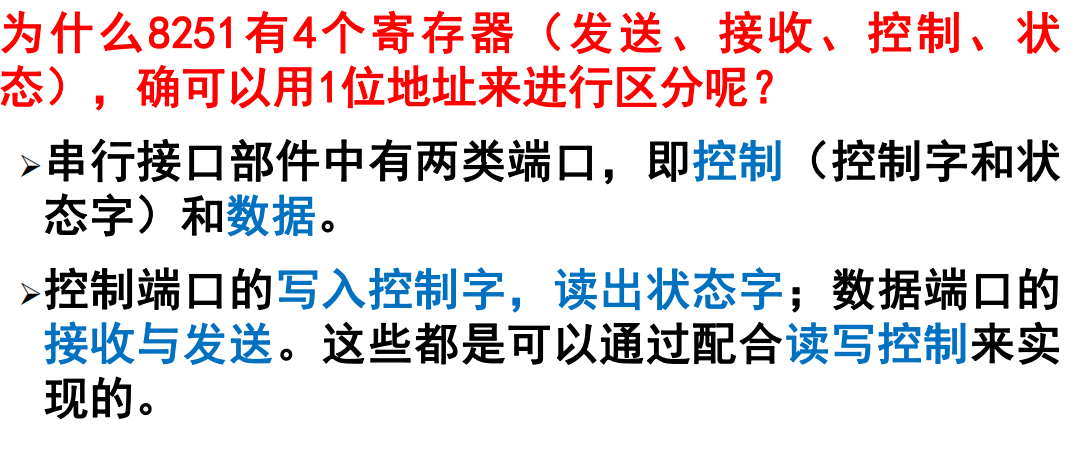 为什么8251有4个寄存器（发送、接收、控制、状
态），确可以用1位地址来进行区分呢？
➢串行接口部件中有两类端口，即控制（控制字和状
态字）和数据。
➢控制端口的写入控制字，读出状态字；数据端口的
接收与发送。这些都是可以通过配合读写控制来实
现的。